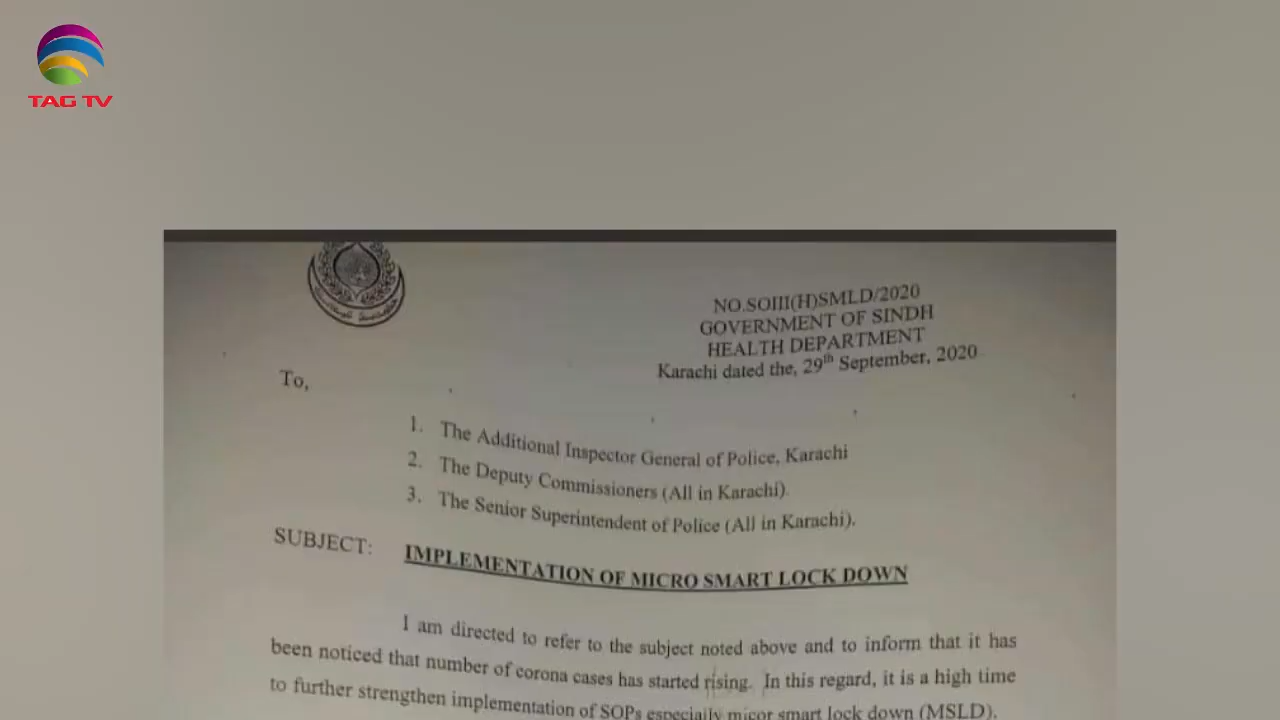 TAG TV
NO.SOIII(H)SMLD/2020
GOVERNMENT OF SINDH
HEALTH DEPARTMENT
Karachi dated the, 29th September, 2020
To,
1. The Additional Inspector General of Police, Karachi
2. The Deputy Commissioners (All in Karachi).
3. The Senior Superintendent of Police (All in Karachi).
SUBJECT: IMPLEMENTATION OF MICRO SMART LOCK DOWN
I am directed to refer to the subject noted above and to inform that it has
been noticed that number of corona cases has started rising. In this regard, it is a high time
to further strengthen implementation of SOPs especially micor smart lock down (MSLD).